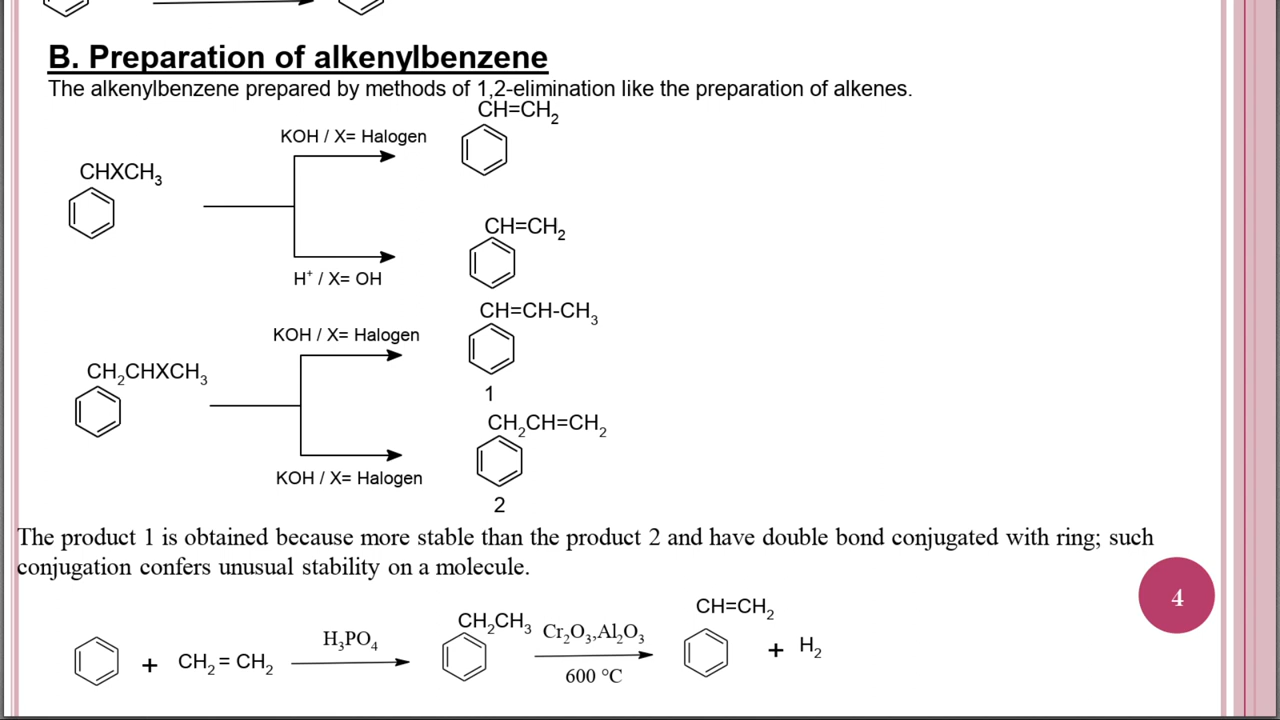 B. Preparation of alkenylbenzene
The alkenylbenzene prepared by methods of 1,2-elimination like the preparation of alkenes.
CH=CH₂
KOH / X= Halogen
CHXCH₃
CH=CH₂
H⁺ / X= OH
CH=CH-CH₃
KOH / X= Halogen
CH₂CHXCH₃
1
CH₂CH=CH₂
KOH / X= Halogen
2
The product 1 is obtained because more stable than the product 2 and have double bond conjugated with ring; such
conjugation confers unusual stability on a molecule.
4
CH=CH₂
CH₂CH₃
H₃PO₄
Cr₂O₃,Al₂O₃
+ CH₂= CH₂
+ H₂
600 °C